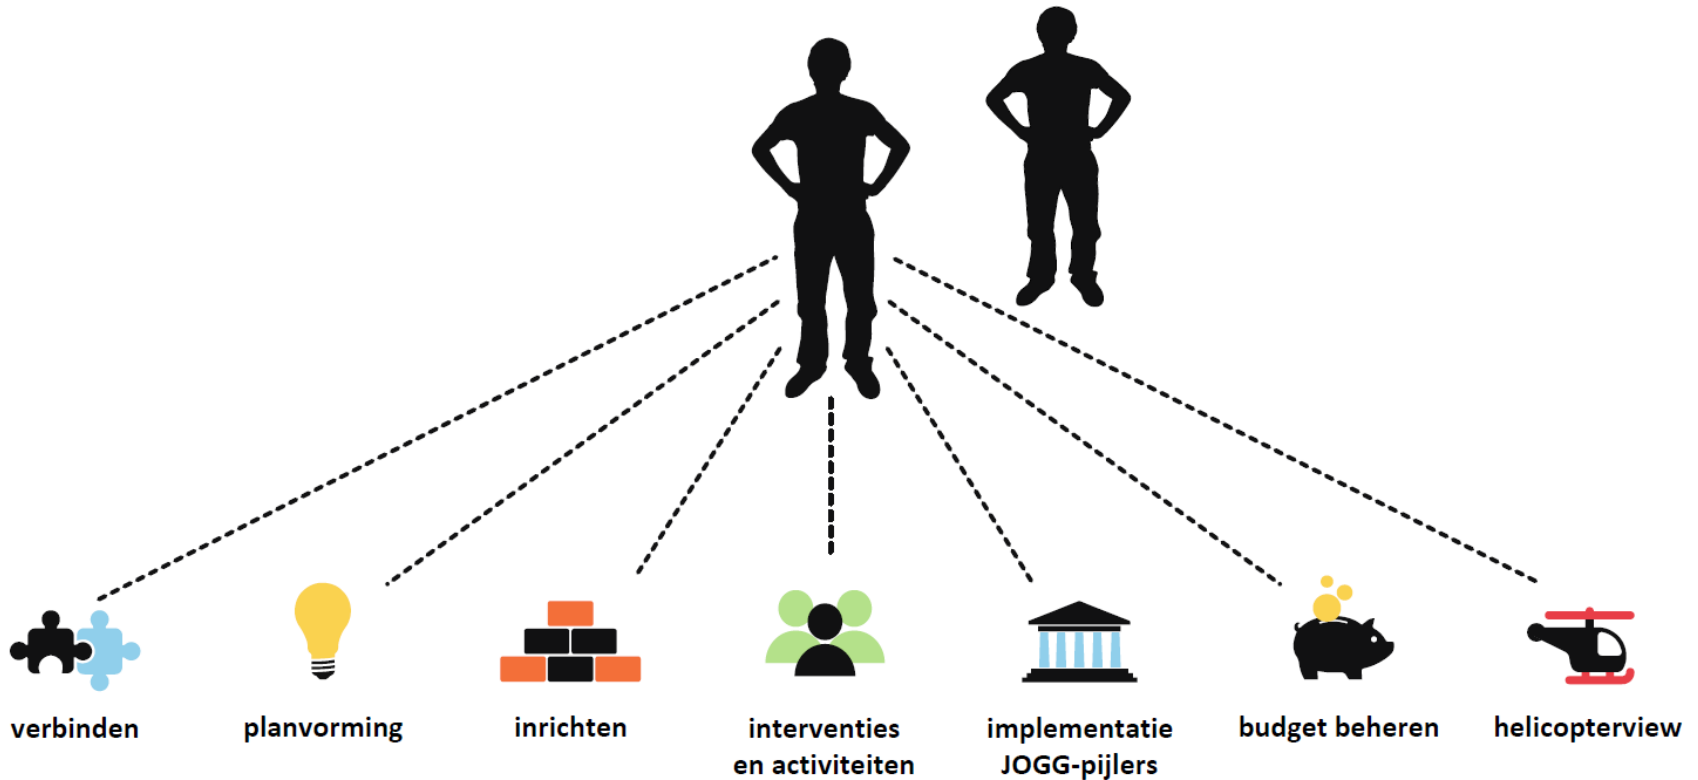 verbinden
planvorming
inrichten
interventies
en activiteiten
implementatie
JOGG-pijlers
budget beheren
helicopterview